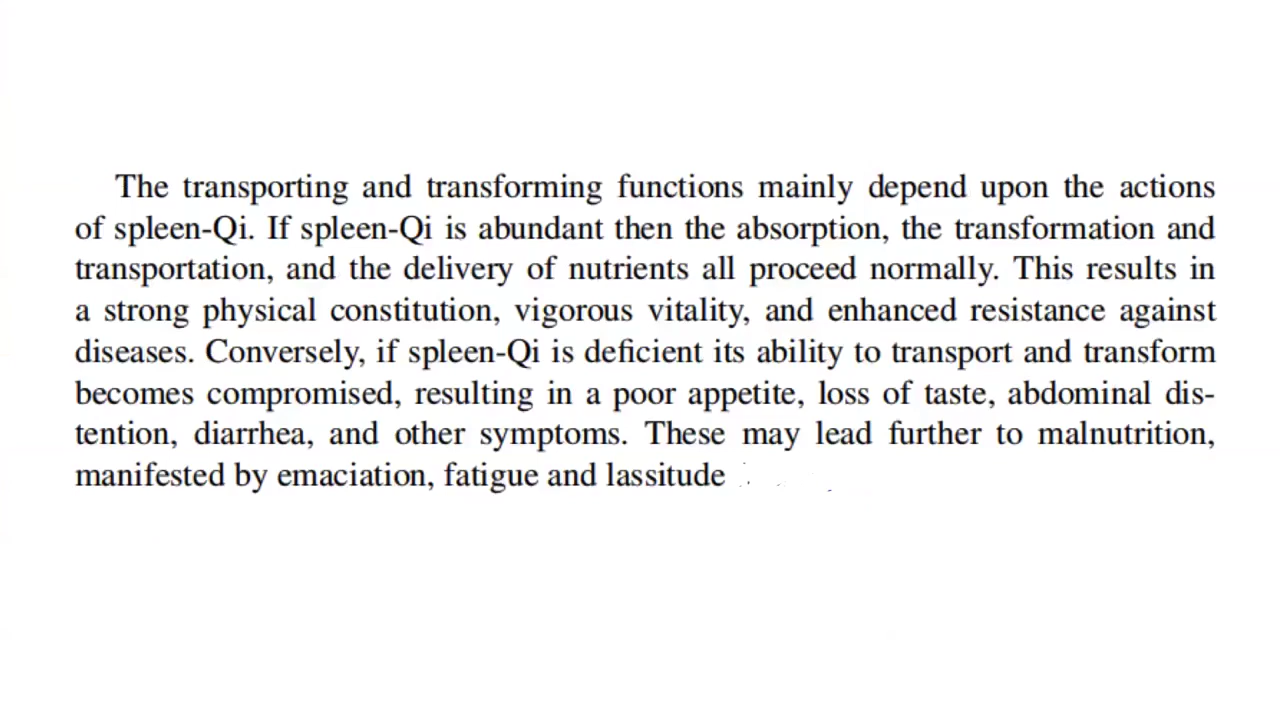 The transporting and transforming functions mainly depend upon the actions
of spleen-Qi. If spleen-Qi is abundant then the absorption, the transformation and
transportation, and the delivery of nutrients all proceed normally. This results in
a strong physical constitution, vigorous vitality, and enhanced resistance against
diseases. Conversely, if spleen-Qi is deficient its ability to transport and transform
becomes compromised, resulting in a poor appetite, loss of taste, abdominal dis-
tention, diarrhea, and other symptoms. These may lead further to malnutrition,
manifested by emaciation, fatigue and lassitude